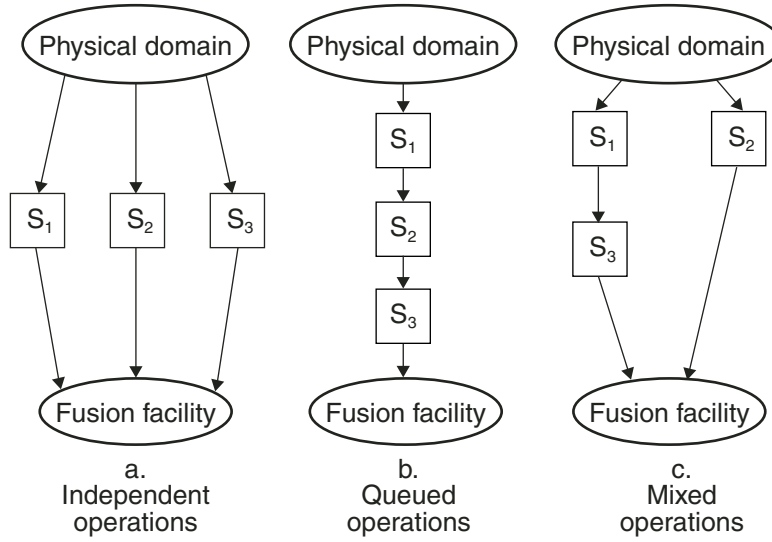 Physical domain
S₁
S₂
S₃
Fusion facility
a.
Independent
operations
Physical domain
S₁
S₂
S₃
Fusion facility
b.
Queued
operations
Physical domain
S₁
S₂
S₃
Fusion facility
c.
Mixed
operations